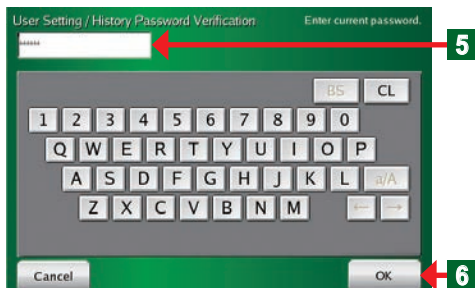 User Setting / History Password Verification Enter current password.
****** 5
BS CL
1 2 3 4 5 6 7 8 9 0
Q W E R T Y U I O P
A S D F G H J K L a/A
Z X C V B N M ← →
Cancel OK 6